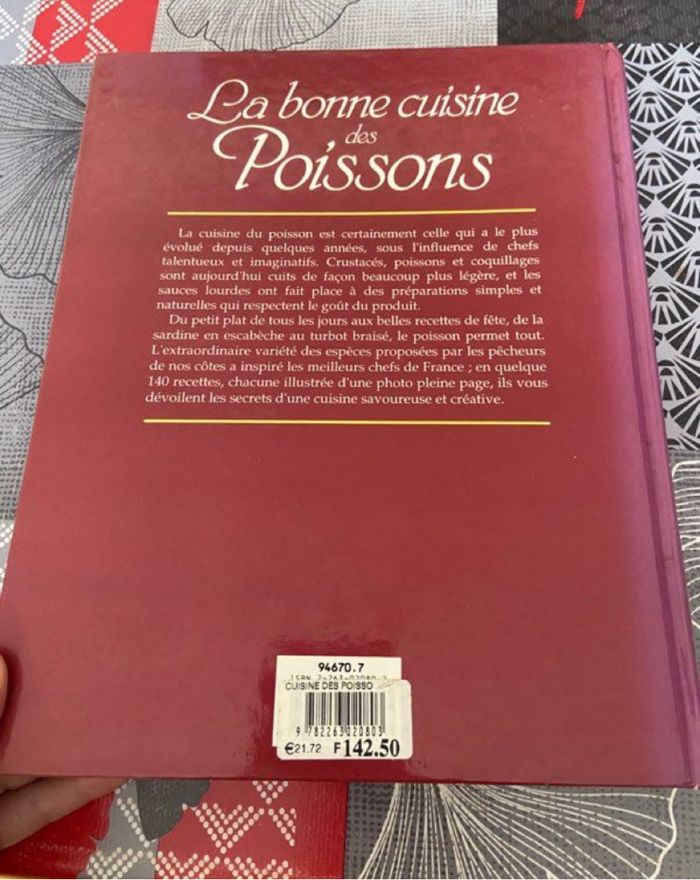 La bonne cuisine
des
Poissons
La cuisine du poisson est certainement celle qui a le plus
évolué depuis quelques années, sous l'influence de chefs
talentueux et imaginatifs. Crustacés, poissons et coquillages
sont aujourd'hui cuits de façon beaucoup plus légère, et les
sauces lourdes ont fait place à des préparations simples et
naturelles qui respectent le goût du produit.
Du petit plat de tous les jours aux belles recettes de fête, de la
sardine en escabèche au turbot braisé, le poisson permet tout.
L'extraordinaire variété des espèces proposées par les pêcheurs
de nos côtes a inspiré les meilleurs chefs de France ; en quelque
140 recettes, chacune illustrée d'une photo pleine page, ils vous
dévoilent les secrets d'une cuisine savoureuse et créative.
94670.7
ISBN
CUISINE DES POISSO
9 782263 020803
€21.72 F142.50